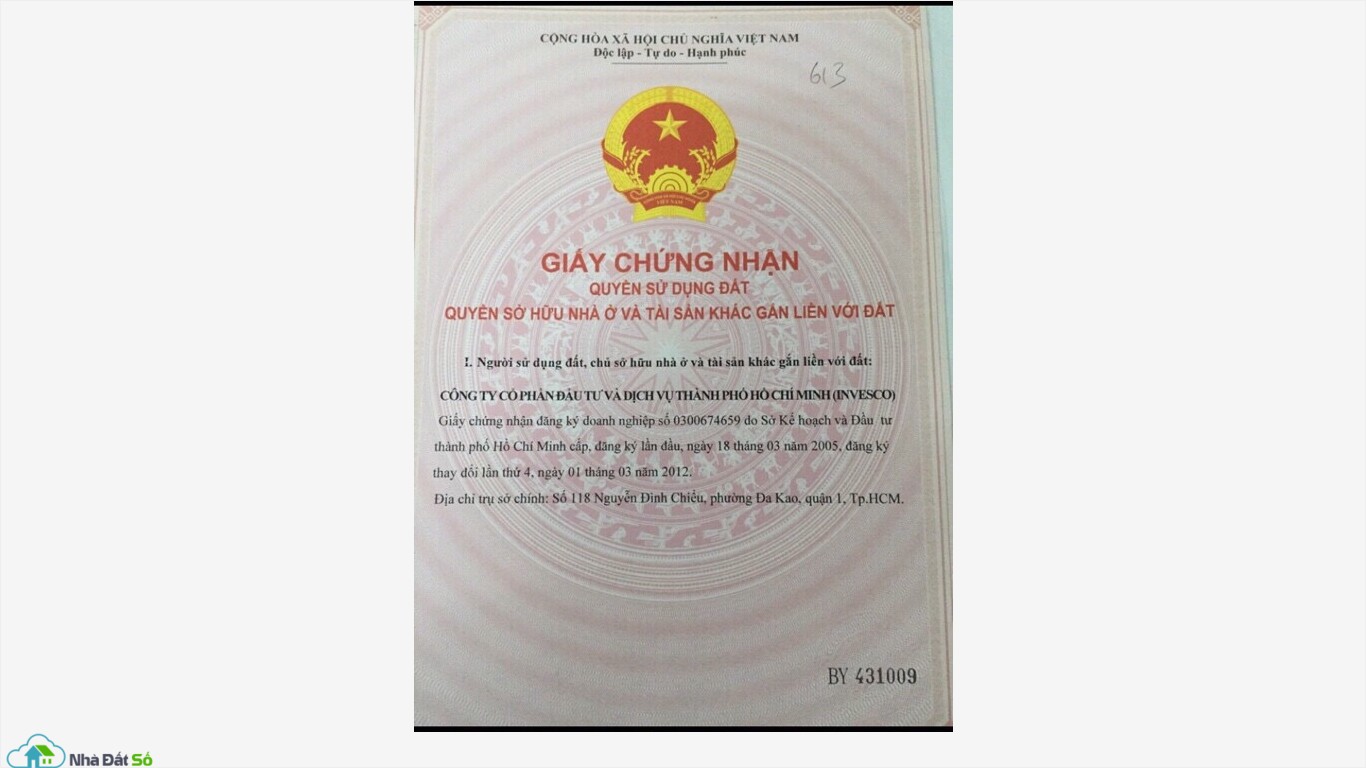 CỘNG HÒA XÃ HỘI CHỦ NGHĨA VIỆT NAM
Độc lập - Tự do - Hạnh phúc
613
VIỆT NAM
GIẤY CHỨNG NHẬN
QUYỀN SỬ DỤNG ĐẤT
QUYỀN SỞ HỮU NHÀ Ở VÀ TÀI SẢN KHÁC GẮN LIỀN VỚI ĐẤT
I. Người sử dụng đất, chủ sở hữu nhà ở và tài sản khác gắn liền với đất:
CÔNG TY CỔ PHẦN ĐẦU TƯ VÀ DỊCH VỤ THÀNH PHỐ HỒ CHÍ MINH (INVESCO)
Giấy chứng nhận đăng ký doanh nghiệp số 0300674659 do Sở Kế hoạch và Đầu tư
thành phố Hồ Chí Minh cấp, đăng ký lần đầu, ngày 18 tháng 03 năm 2005, đăng ký
thay đổi lần thứ 4, ngày 01 tháng 03 năm 2012.
Địa chỉ trụ sở chính: Số 118 Nguyễn Đình Chiểu, phường Đa Kao, quận 1, Tp.HCM.
BY 431009
Nhà Đất Số